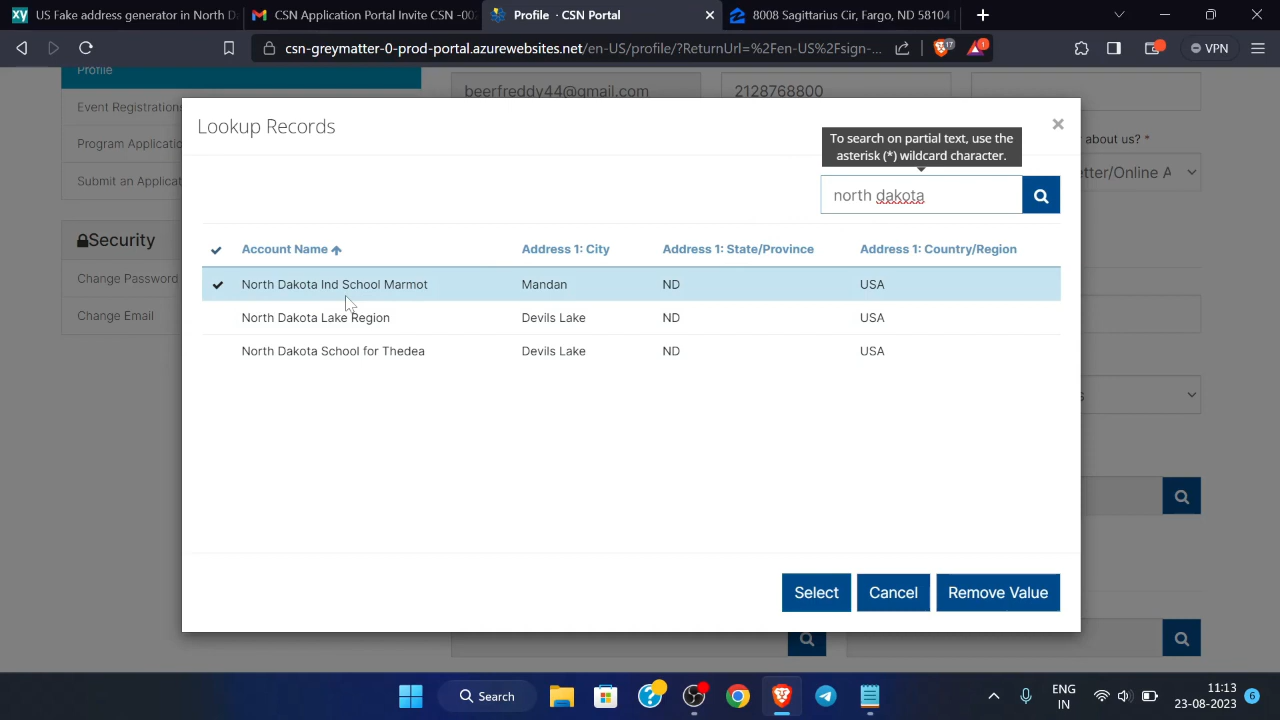 US Fake address generator in North D
CSN Application Portal Invite CSN -00
Profile · CSN Portal
8008 Sagittarius Cir, Fargo, ND 58104
csn-greymatter-0-prod-portal.azurewebsites.net/en-US/profile/?ReturnUrl=%2Fen-US%2Fsign-...
17
1
VPN
Profile
beerfreddy44@gmail.com
2128768800
Event Registrations
Program Applicatio
Submit an Applicat
Security
Change Password
Change Email
about us? *
etter/Online A
Lookup Records
To search on partial text, use the
asterisk (*) wildcard character.
north dakota
Account Name Address 1: City Address 1: State/Province Address 1: Country/Region
North Dakota Ind School Marmot Mandan ND USA
North Dakota Lake Region Devils Lake ND USA
North Dakota School for Thedea Devils Lake ND USA
Select
Cancel
Remove Value
Search
ENG
IN
11:13
23-08-2023
6